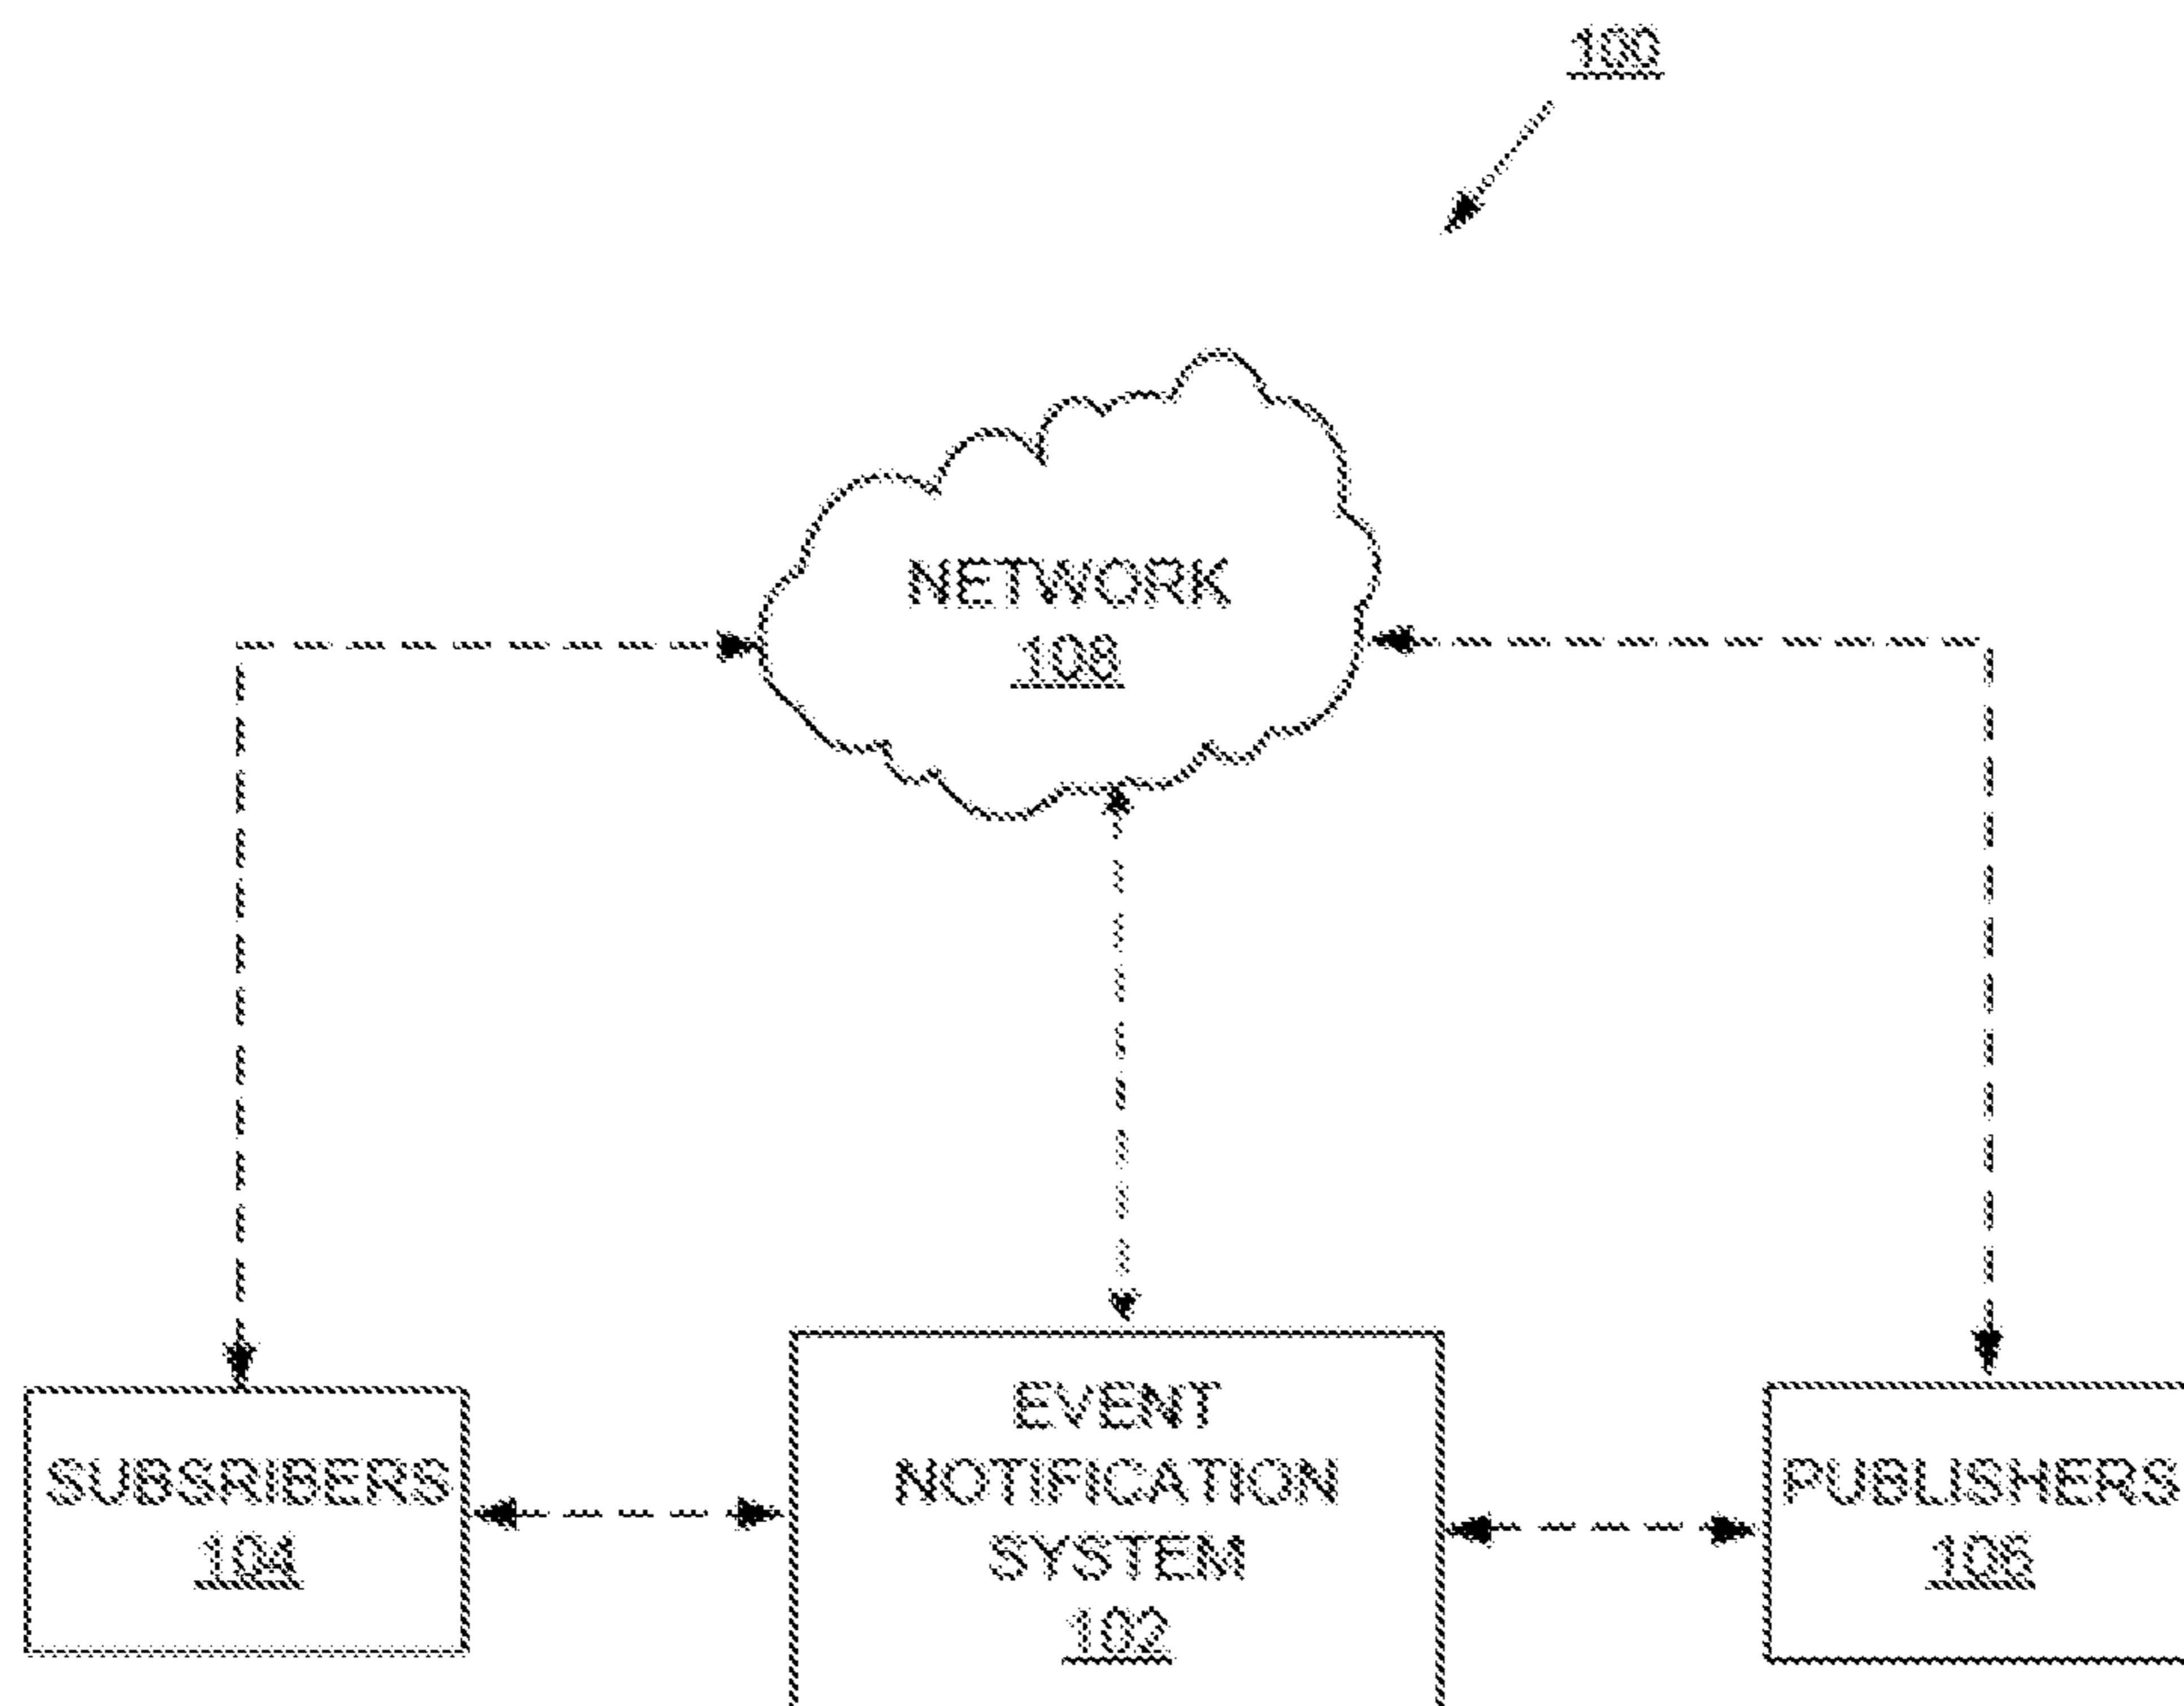 100
NETWORK
108
SUBSRIBERS
104
EVENT
NOTIFICATION
SYSTEM
102
PUBLISHERS
106